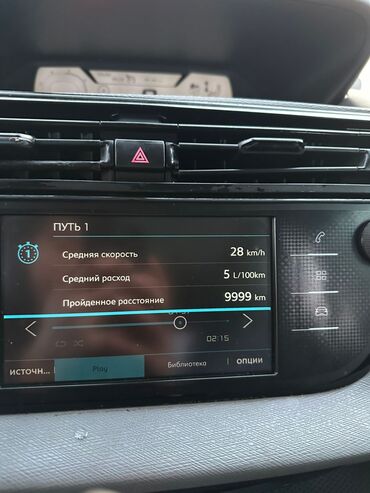 ПУТЬ 1
1
Средняя скорость 28 km/h
Средний расход 5 L/100km
Пройденное расстояние 9999 km
02:15
ИСТОЧН... Play Библиотека ОПЦИИ